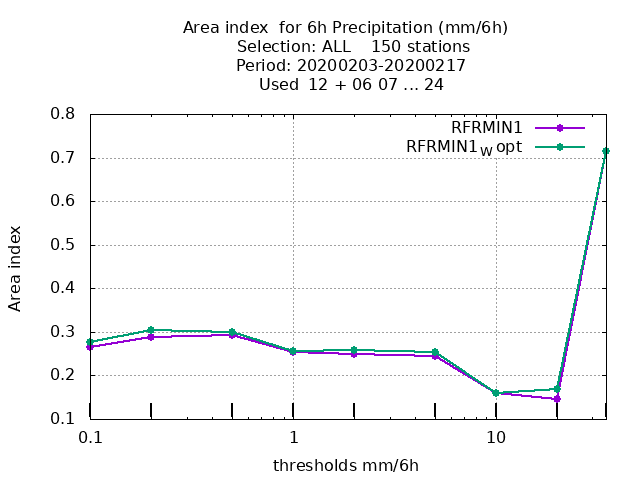 Area index  for 6h Precipitation (mm/6h)
Selection: ALL    150 stations
Period: 20200203-20200217
Used  12 + 06 07 ... 24
RFRMIN1
RFRMIN1W opt
0.8
0.7
0.6
0.5
0.4
0.3
0.2
0.1
Area index
0.1 1 10
thresholds mm/6h